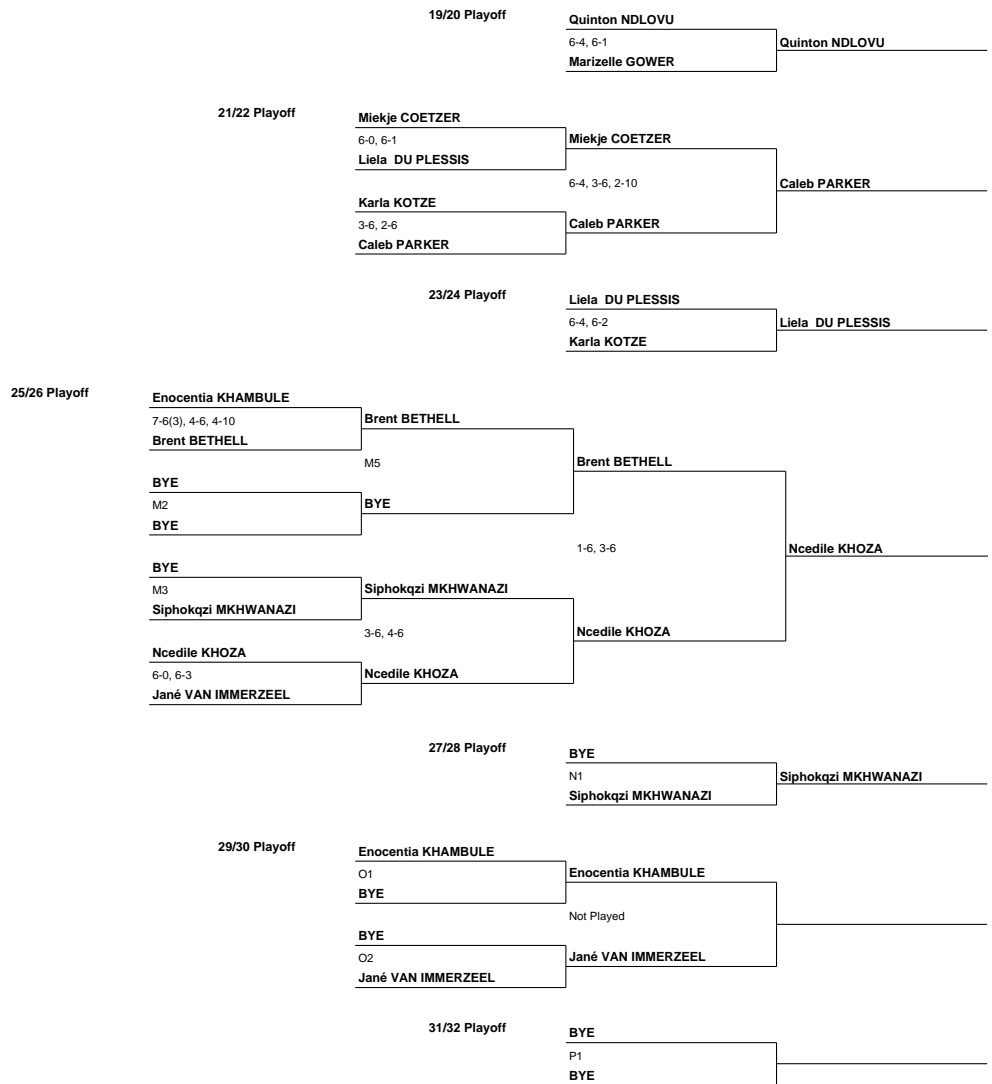 19/20 Playoff
Quinton NDLOVU
6-4, 6-1
Quinton NDLOVU
Marizelle GOWER
21/22 Playoff
Miekje COETZER
6-0, 6-1
Miekje COETZER
Liela DU PLESSIS
6-4, 3-6, 2-10
Caleb PARKER
Karla KOTZE
3-6, 2-6
Caleb PARKER
Caleb PARKER
23/24 Playoff
Liela DU PLESSIS
6-4, 6-2
Liela DU PLESSIS
Karla KOTZE
25/26 Playoff
Enocentia KHAMBULE
7-6(3), 4-6, 4-10
Brent BETHELL
Brent BETHELL
M5
Brent BETHELL
BYE
M2
BYE
BYE
1-6, 3-6
Ncedile KHOZA
BYE
M3
Siphokqzi MKHWANAZI
Siphokqzi MKHWANAZI
3-6, 4-6
Ncedile KHOZA
Ncedile KHOZA
6-0, 6-3
Ncedile KHOZA
Jané VAN IMMERZEEL
27/28 Playoff
BYE
N1
Siphokqzi MKHWANAZI
Siphokqzi MKHWANAZI
29/30 Playoff
Enocentia KHAMBULE
O1
Enocentia KHAMBULE
BYE
Not Played
BYE
O2
Jané VAN IMMERZEEL
Jané VAN IMMERZEEL
31/32 Playoff
BYE
P1
BYE